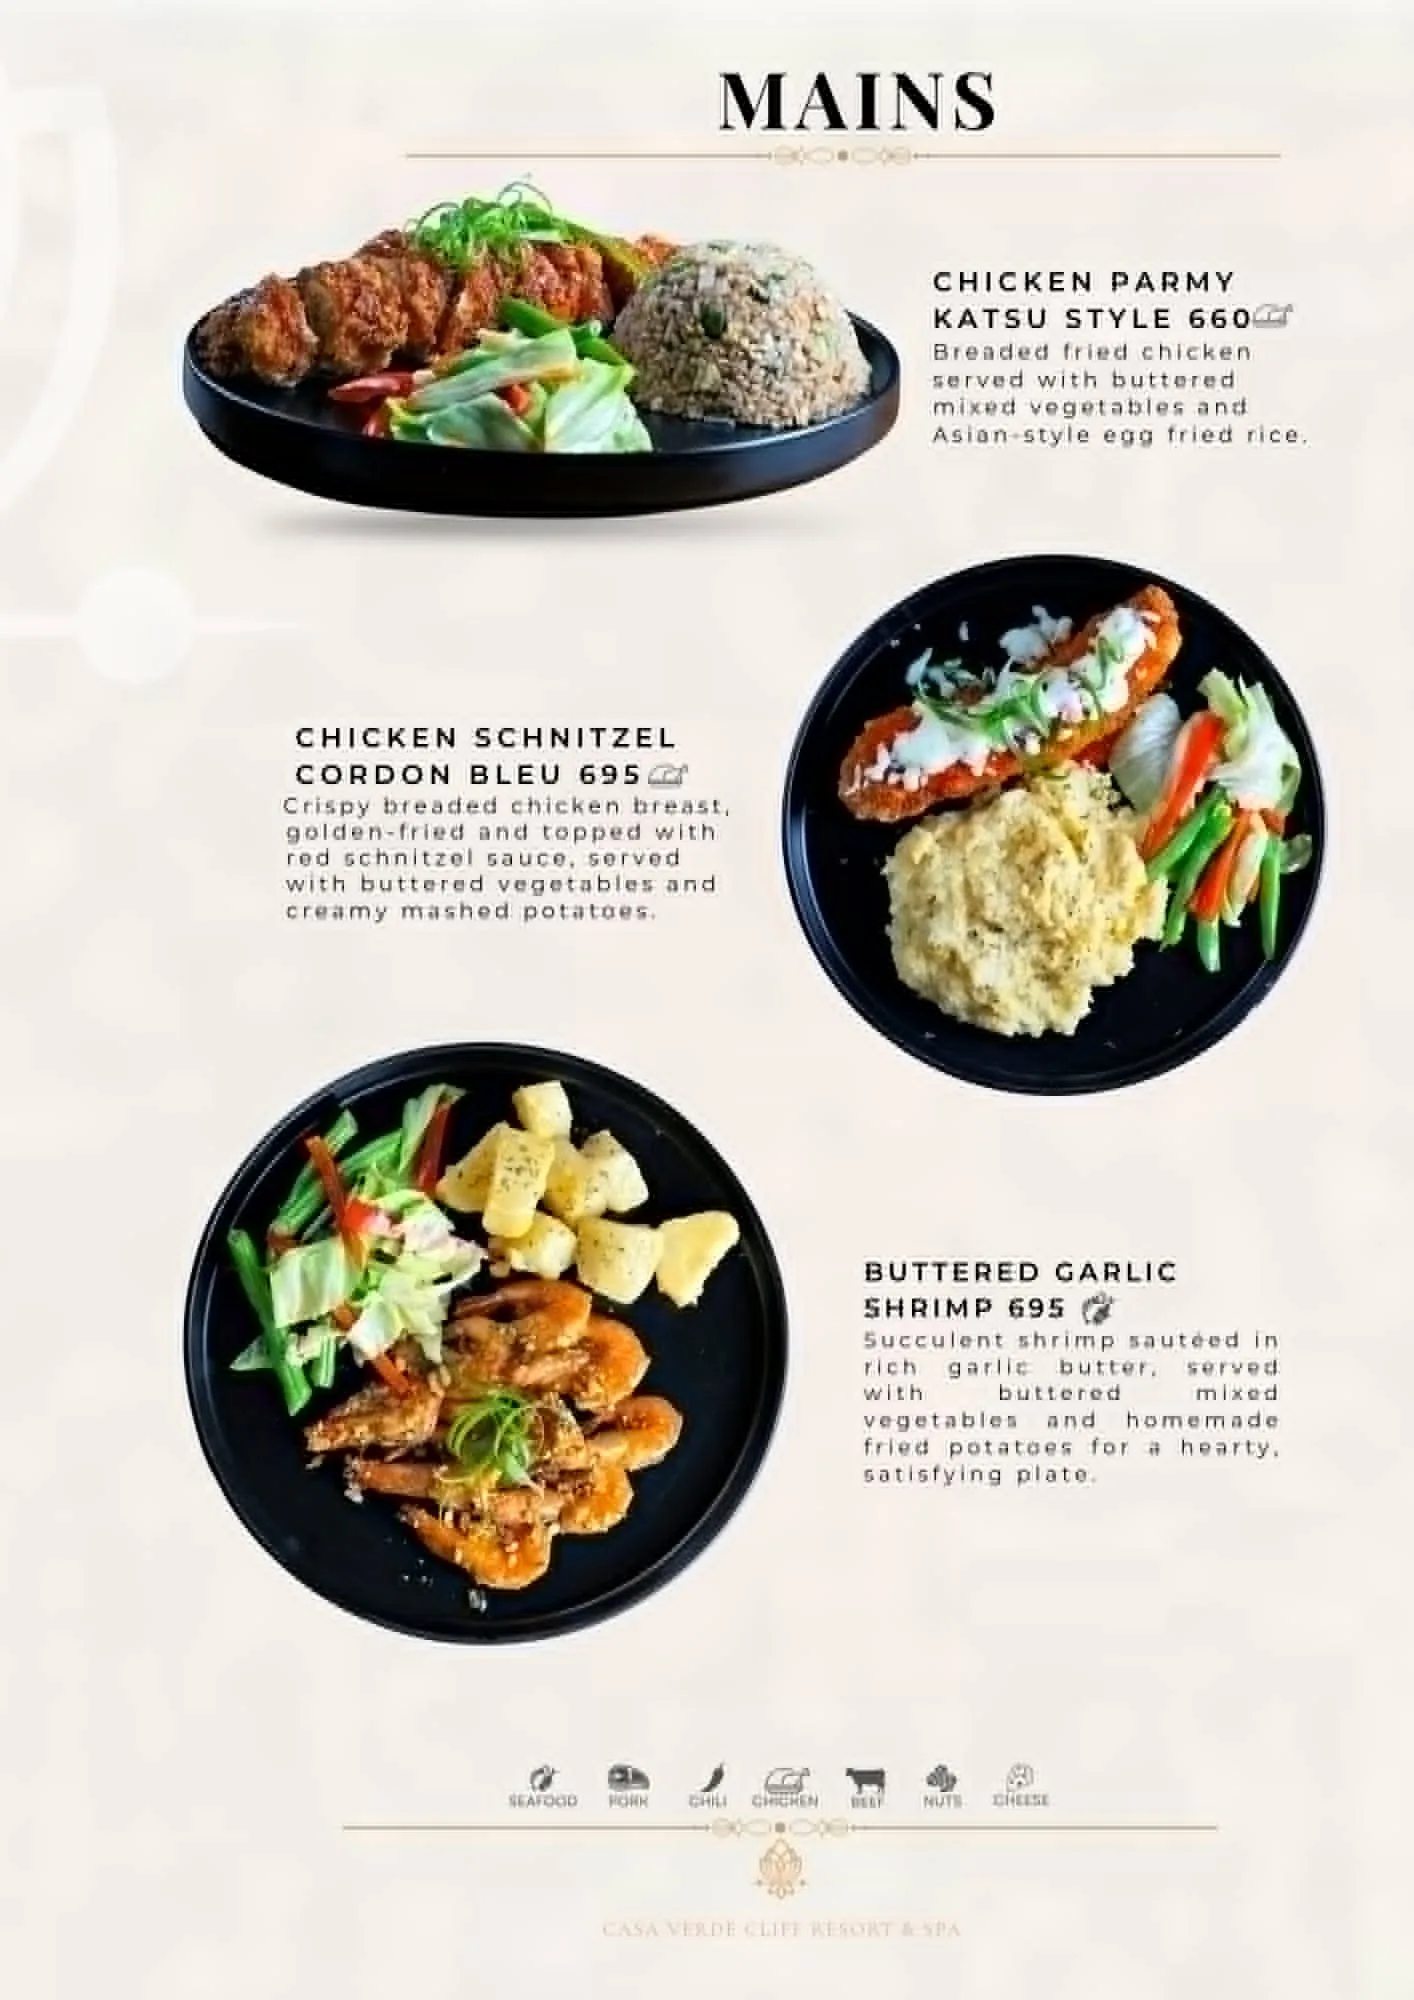 MAINS
CHICKEN PARMY
KATSU STYLE 660
Breaded fried chicken
served with buttered
mixed vegetables and
Asian-style egg fried rice.
CHICKEN SCHNITZEL
CORDON BLEU 695
Crispy breaded chicken breast,
golden-fried and topped with
red schnitzel sauce, served
with buttered vegetables and
creamy mashed potatoes.
BUTTERED GARLIC
SHRIMP 695
Succulent shrimp sautéed in
rich garlic butter, served
with buttered mixed
vegetables and homemade
fried potatoes for a hearty,
satisfying plate.
SEAFOOD PORK CHILI CHICKEN BEEF NUTS CHEESE
CASA VERDE CLIFF RESORT & SPA